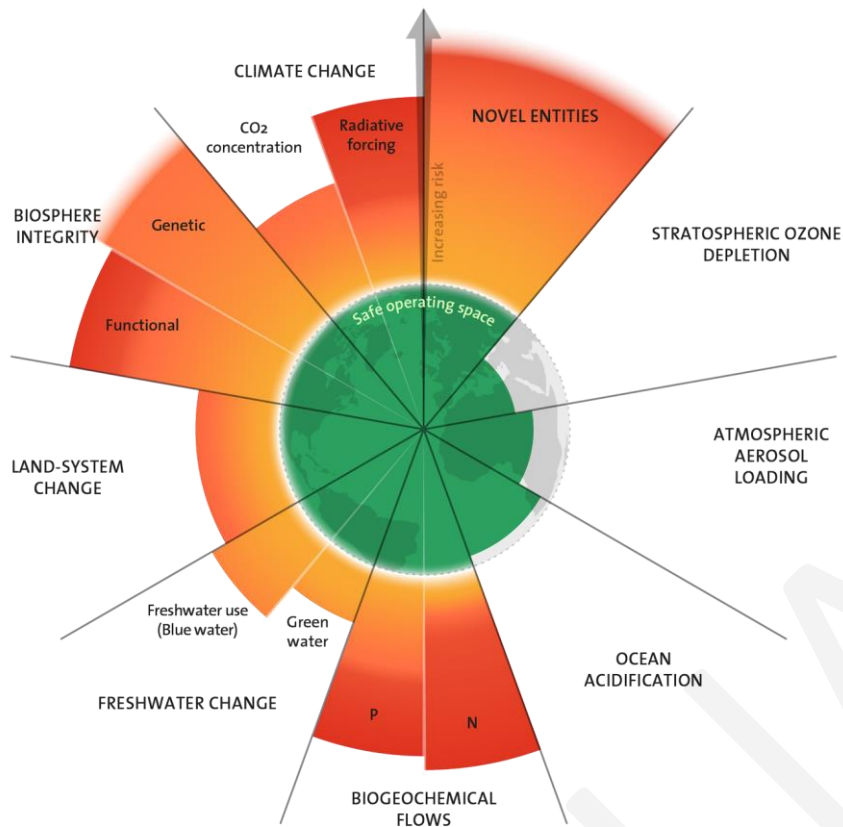 CLIMATE CHANGE
CO2
concentration
Radiative
forcing
NOVEL ENTITIES
Increasing risk
BIOSPHERE
INTEGRITY
Genetic
Functional
STRATOSPHERIC OZONE
DEPLETION
Safe operating space
ATMOSPHERIC
AEROSOL
LOADING
LAND-SYSTEM
CHANGE
Freshwater use
(Blue water)
Green
water
OCEAN
ACIDIFICATION
FRESHWATER CHANGE
P
N
BIOGEOCHEMICAL
FLOWS